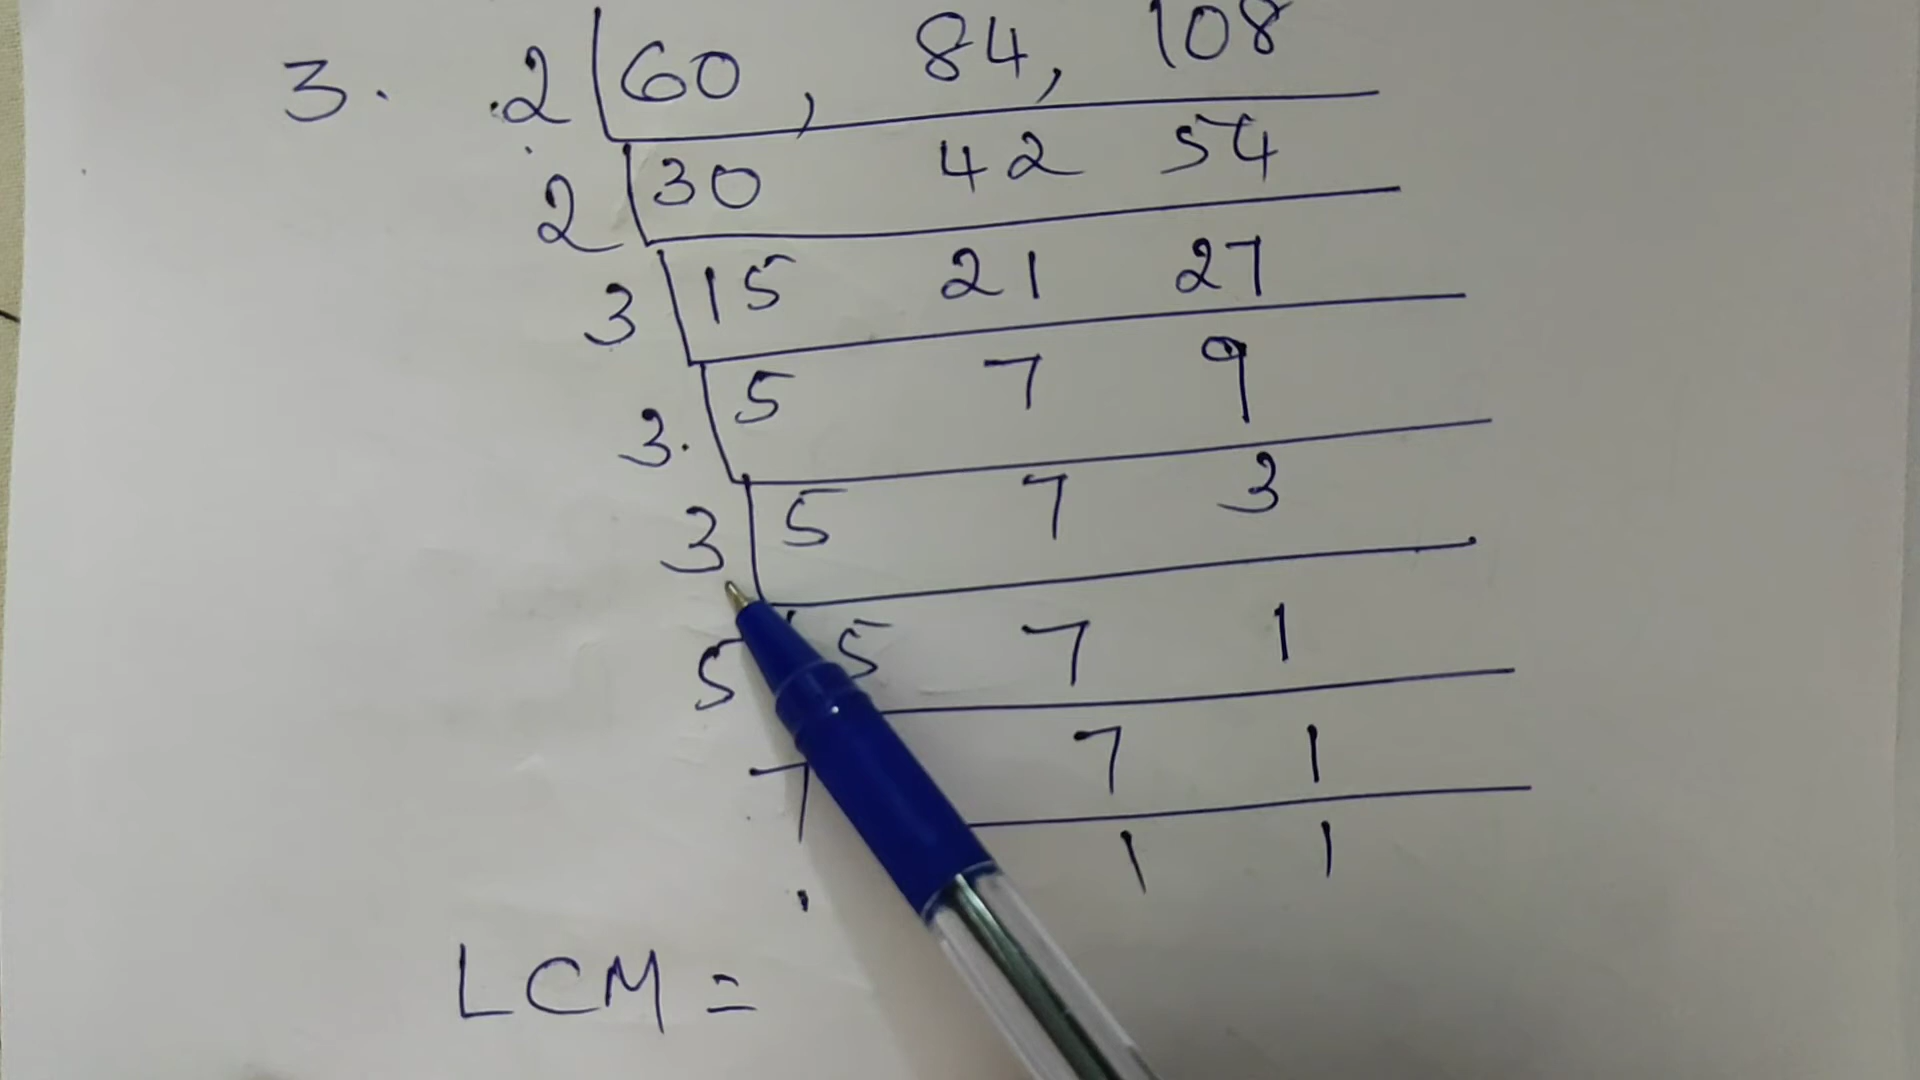 3. 2 60, 84, 108
2 30 42 54
3 15 21 27
3. 5 7 9
3 5 7 3
5 5 7 1
7 7 1
1 1
LCM =